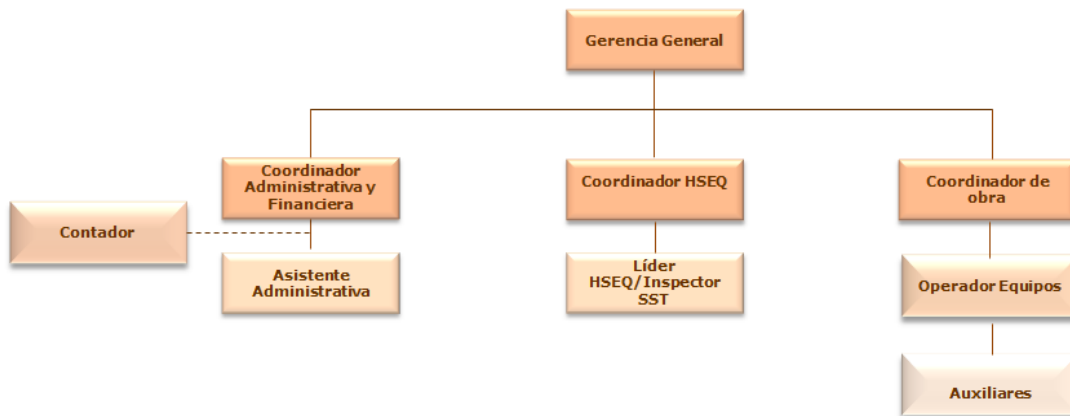 Gerencia General
Coordinador
Administrativa y
Financiera
Coordinador HSEQ
Coordinador de
obra
Contador
Asistente
Administrativa
Líder
HSEQ/Inspector
SST
Operador Equipos
Auxiliares